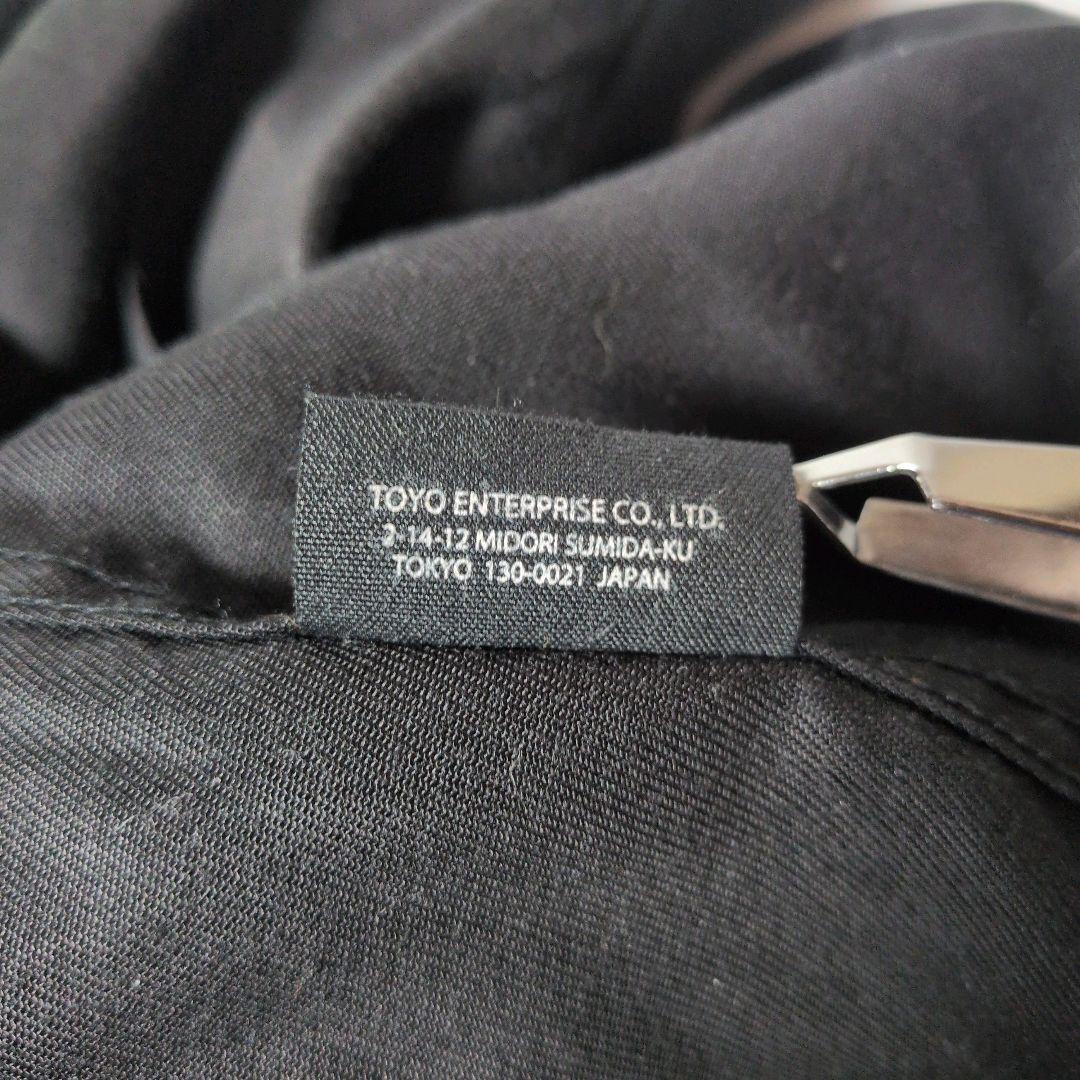 TOYO ENTERPRISE CO., LTD.
2-14-12 MIDORI SUMIDA-KU
TOKYO 130-0021 JAPAN